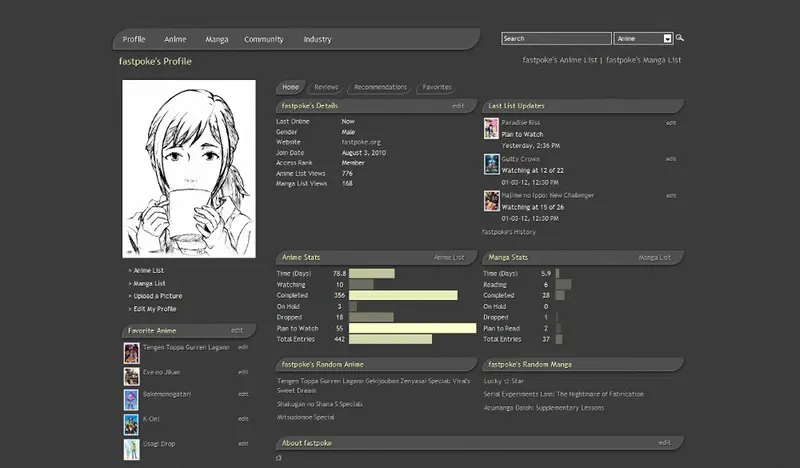 Profile Anime Manga Community Industry
Search Anime
fastpoke's Profile
fastpoke's Anime List | fastpoke's Manga List
Home Reviews Recommendations Favorites
fastpoke's Details edit
Last Online Now
Gender Male
Website fastpoke.org
Join Date August 3, 2010
Access Rank Member
Anime List Views 776
Manga List Views 168
Last List Updates
Paradise Kiss edit
Plan to Watch
Yesterday, 2:36 PM
Guilty Crown edit
Watching at 12 of 22
01-03-12, 12:30 PM
Hajime no Ippo: New Challenger edit
Watching at 15 of 26
01-03-12, 12:30 PM
fastpoke's History
> Anime List
> Manga List
> Upload a Picture
> Edit My Profile
Favorite Anime edit
Tengen Toppa Gurren Lagann edit
Eve no Jikan edit
Bakemonogatari edit
K-On! edit
Usagi Drop edit
Anime Stats Anime List
Time (Days) 78.8
Watching 10
Completed 356
On Hold 3
Dropped 18
Plan to Watch 55
Total Entries 442
Manga Stats Manga List
Time (Days) 5.9
Reading 6
Completed 28
On Hold 0
Dropped 1
Plan to Read 2
Total Entries 37
fastpoke's Random Anime
Tengen Toppa Gurren Lagann Gekijouban Zenyasai Special: Viral's
Sweet Dream
Shakugan no Shana S Specials
Mitsudomoe Special
fastpoke's Random Manga
Lucky ☆ Star
Serial Experiments Lain: The Nightmare of Fabrication
Azumanga Daioh: Supplementary Lessons
About fastpoke edit
:3